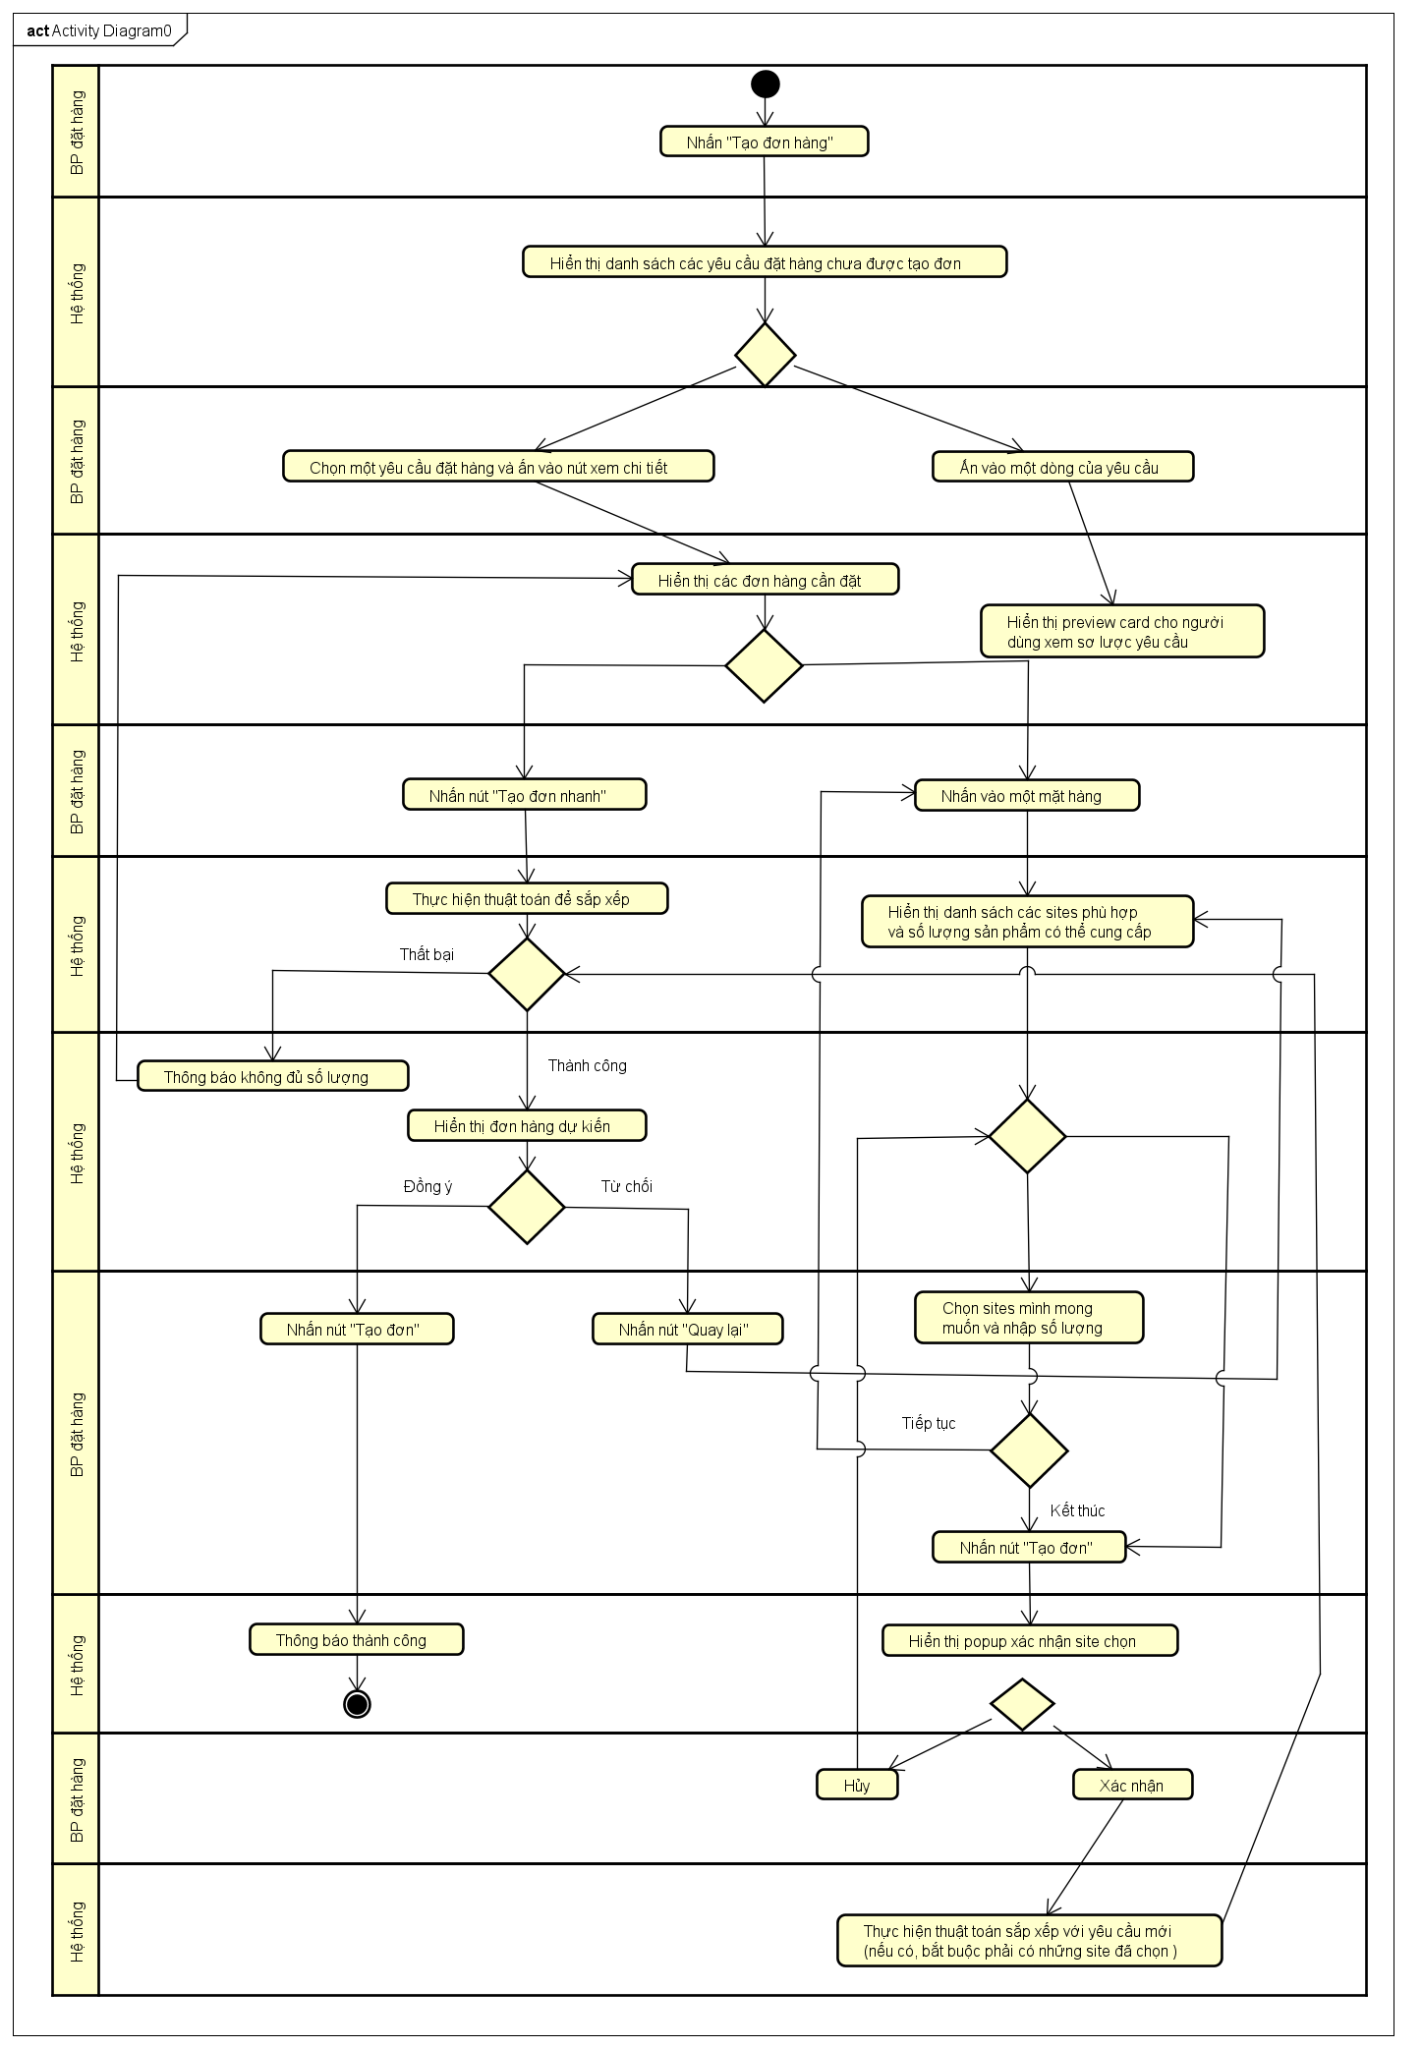 act Activity Diagram0
BP đặt hàng
Nhấn "Tạo đơn hàng"
Hệ thống
Hiển thị danh sách các yêu cầu đặt hàng chưa được tạo đơn
BP đặt hàng
Chọn một yêu cầu đặt hàng và ấn vào nút xem chi tiết
Ấn vào một dòng của yêu cầu
Hệ thống
Hiển thị các đơn hàng cần đặt
Hiển thị preview card cho người
dùng xem sơ lược yêu cầu
BP đặt hàng
Nhấn nút "Tạo đơn nhanh"
Nhấn vào một mặt hàng
Hệ thống
Thực hiện thuật toán để sắp xếp
Hiển thị danh sách các sites phù hợp
và số lượng sản phẩm có thể cung cấp
Thất bại
Hệ thống
Thành công
Thông báo không đủ số lượng
Hiển thị đơn hàng dự kiến
Đồng ý
Từ chối
BP đặt hàng
Chọn sites mình mong
muốn và nhập số lượng
Nhấn nút "Tạo đơn"
Nhấn nút "Quay lại"
Tiếp tục
Kết thúc
Nhấn nút "Tạo đơn"
Hệ thống
Thông báo thành công
Hiển thị popup xác nhận site chọn
BP đặt hàng
Hủy
Xác nhận
Hệ thống
Thực hiện thuật toán sắp xếp với yêu cầu mới
(nếu có, bắt buộc phải có những site đã chọn )